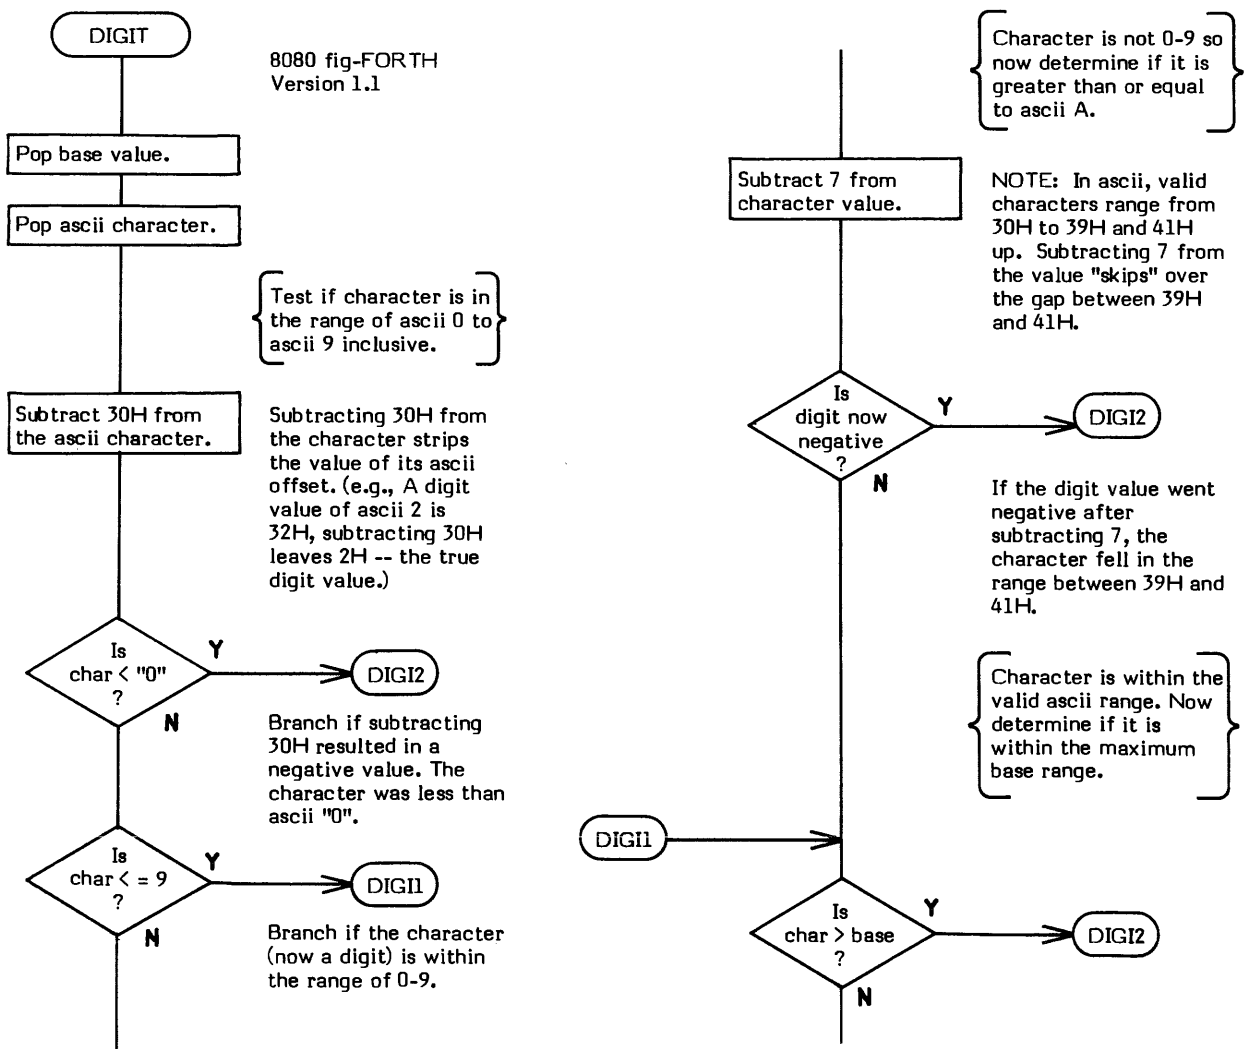 DIGIT
8080 fig-FORTH
Version 1.1
Pop base value.
Pop ascii character.
Test if character is in
the range of ascii 0 to
ascii 9 inclusive.
Subtract 30H from
the ascii character.
Subtracting 30H from
the character strips
the value of its ascii
offset. (e.g., A digit
value of ascii 2 is
32H, subtracting 30H
leaves 2H -- the true
digit value.)
Is
char < "0"
?
Y
DIGI2
N
Branch if subtracting
30H resulted in a
negative value. The
character was less than
ascii "0".
Is
char < = 9
?
Y
DIGI1
N
Branch if the character
(now a digit) is within
the range of 0-9.
Character is not 0-9 so
now determine if it is
greater than or equal
to ascii A.
Subtract 7 from
character value.
NOTE: In ascii, valid
characters range from
30H to 39H and 41H
up. Subtracting 7 from
the value "skips" over
the gap between 39H
and 41H.
Is
digit now
negative
?
Y
DIGI2
N
If the digit value went
negative after
subtracting 7, the
character fell in the
range between 39H and
41H.
Character is within the
valid ascii range. Now
determine if it is
within the maximum
base range.
DIGI1
Is
char > base
?
Y
DIGI2
N